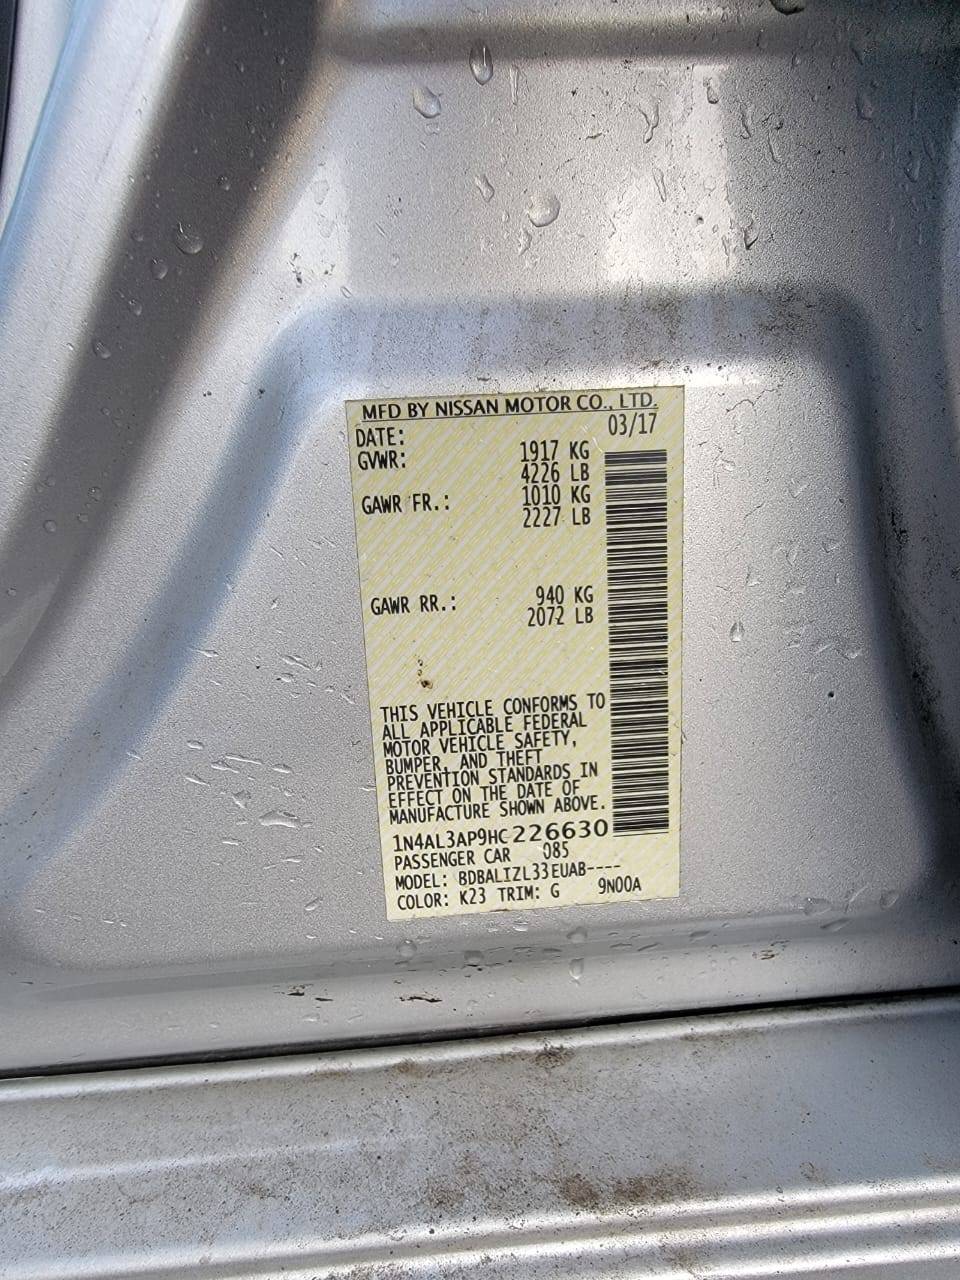 MFD BY NISSAN MOTOR CO., LTD.
DATE: 03/17
GVWR: 1917 KG
4226 LB
GAWR FR.: 1010 KG
2227 LB
GAWR RR.: 940 KG
2072 LB
THIS VEHICLE CONFORMS TO
ALL APPLICABLE FEDERAL
MOTOR VEHICLE SAFETY,
BUMPER, AND THEFT
PREVENTION STANDARDS IN
EFFECT ON THE DATE OF
MANUFACTURE SHOWN ABOVE.
1N4AL3AP9HC226630
PASSENGER CAR 085
MODEL: BDBALIZL33EUAB----
COLOR: K23 TRIM: G 9N00A